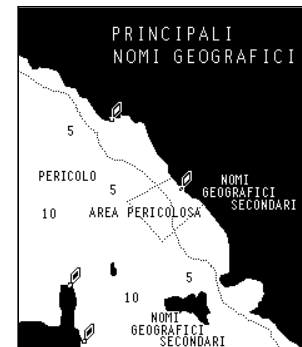 PRINCIPALI
NOMI GEOGRAFICI
5
PERICOLO
5
NOMI
GEOGRAFICI
SECONDARI
10
AREA PERICOLOSA
5
10
NOMI
GEOGRAFICI
SECONDARI